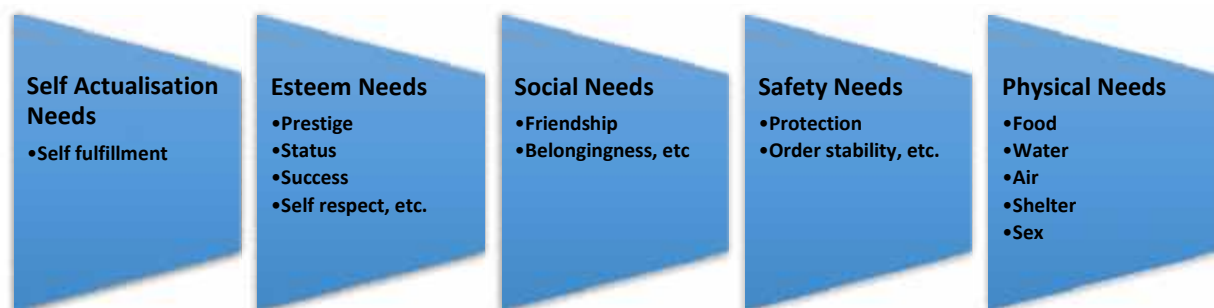 Self Actualisation
Needs
•Self fulfillment
Esteem Needs
•Prestige
•Status
•Success
•Self respect, etc.
Social Needs
•Friendship
•Belongingness, etc
Safety Needs
•Protection
•Order stability, etc.
Physical Needs
•Food
•Water
•Air
•Shelter
•Sex